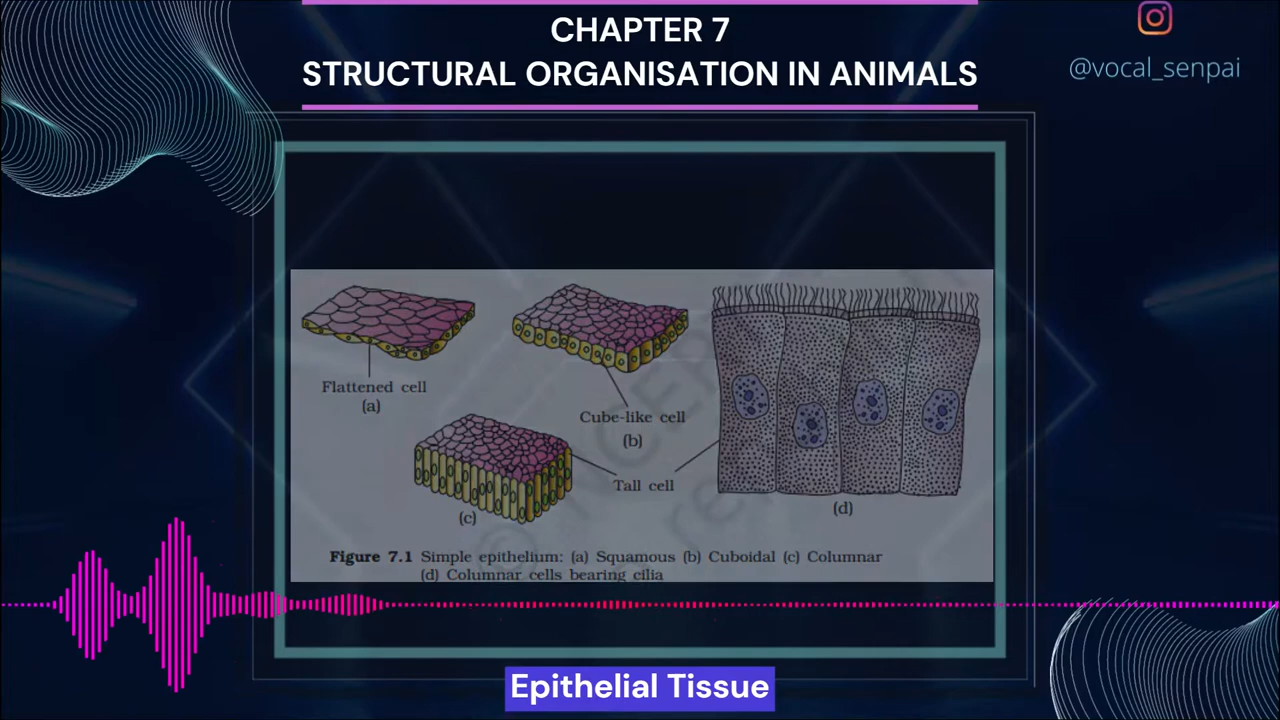 CHAPTER 7
STRUCTURAL ORGANISATION IN ANIMALS
@vocal_senpai
Flattened cell
(a)
Cube-like cell
(b)
Tall cell
(c)
(d)
Figure 7.1 Simple epithelium: (a) Squamous (b) Cuboidal (c) Columnar
(d) Columnar cells bearing cilia
Epithelial Tissue